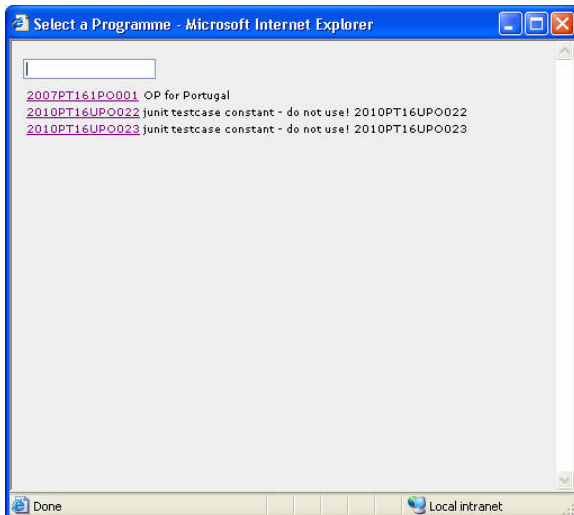 Select a Programme - Microsoft Internet Explorer
2007PT161PO001 OP for Portugal
2010PT16UPO022 junit testcase constant - do not use! 2010PT16UPO022
2010PT16UPO023 junit testcase constant - do not use! 2010PT16UPO023
Done
Local intranet